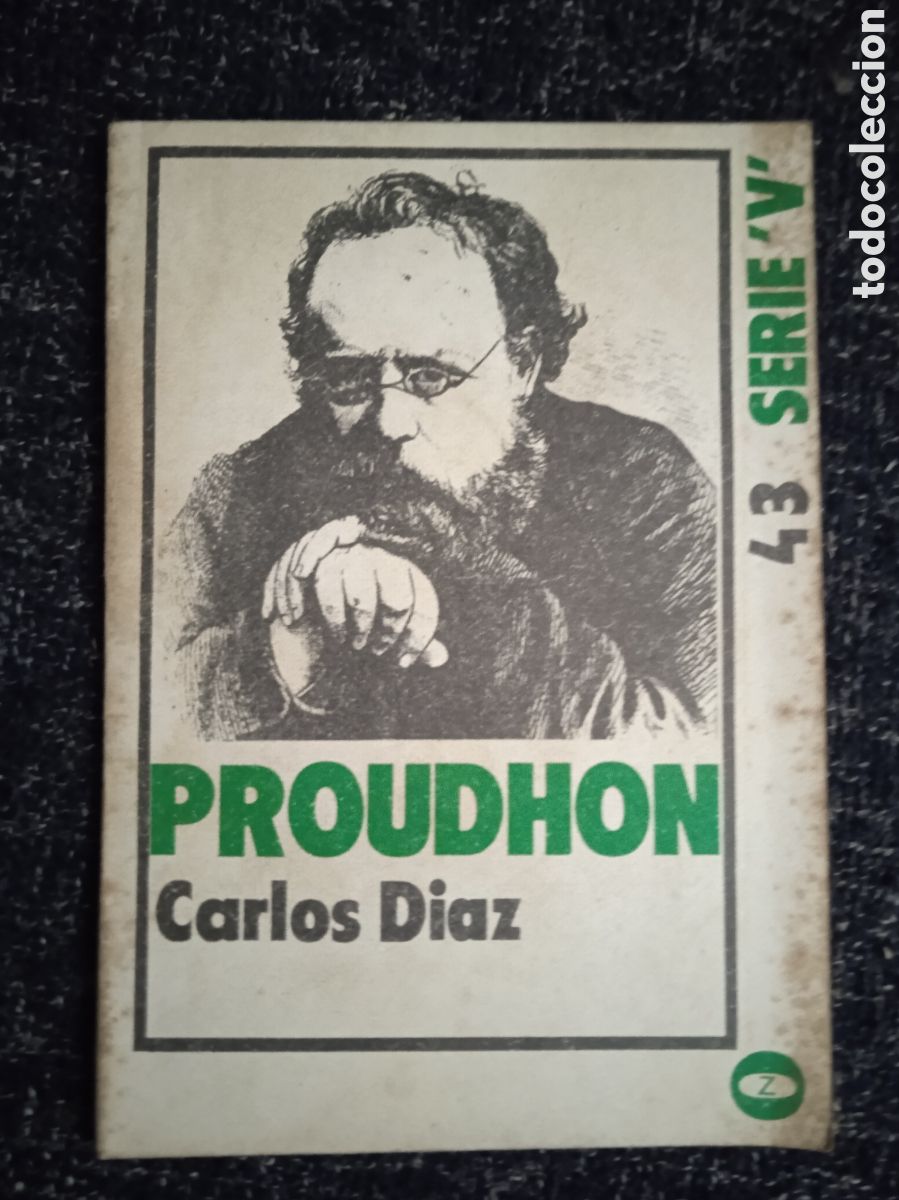 PROUDHON
Carlos Diaz
43 SERIE 'V'
Z
todocoleccion